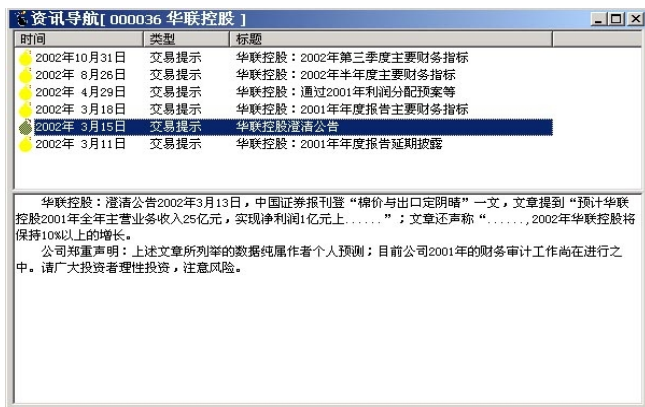 资讯导航[ 000036 华联控股 ]
时间 类型 标题
2002年10月31日 交易提示 华联控股：2002年第三季度主要财务指标
2002年 8月26日 交易提示 华联控股：2002年半年度主要财务指标
2002年 4月29日 交易提示 华联控股：通过2001年利润分配预案等
2002年 3月18日 交易提示 华联控股：2001年年度报告主要财务指标
2002年 3月15日 交易提示 华联控股澄清公告
2002年 3月11日 交易提示 华联控股：2001年年度报告延期披露
华联控股：澄清公告2002年3月13日，中国证券报刊登“棉价与出口定阴晴”一文，文章提到“预计华联
控股2001年全年主营业务收入25亿元，实现净利润1亿元上......”；文章还声称“......,2002年华联控股将
保持10%以上的增长。
公司郑重声明：上述文章所列举的数据纯属作者个人预测；目前公司2001年的财务审计工作尚在进行之
中。请广大投资者理性投资，注意风险。